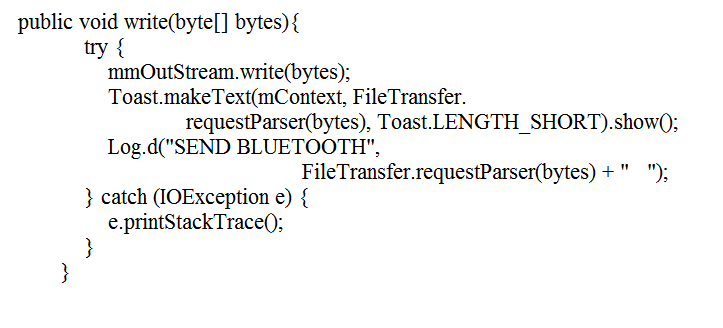 public void write(byte[] bytes){
try {
mmOutStream.write(bytes);
Toast.makeText(mContext, FileTransfer.
requestParser(bytes), Toast.LENGTH_SHORT).show();
Log.d("SEND BLUETOOTH",
FileTransfer.requestParser(bytes) + "   ");
} catch (IOException e) {
e.printStackTrace();
}
}